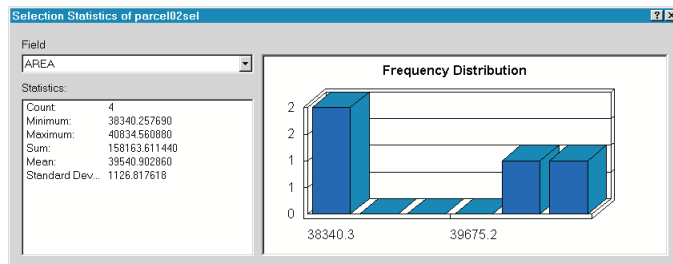 Selection Statistics of parcel02sel
Field
AREA
Statistics:
Count: 4
Minimum: 38340.257690
Maximum: 40834.560880
Sum: 158163.611440
Mean: 39540.902860
Standard Dev... 1126.817618
Frequency Distribution
2
2
1
1
0
38340.3 39675.2